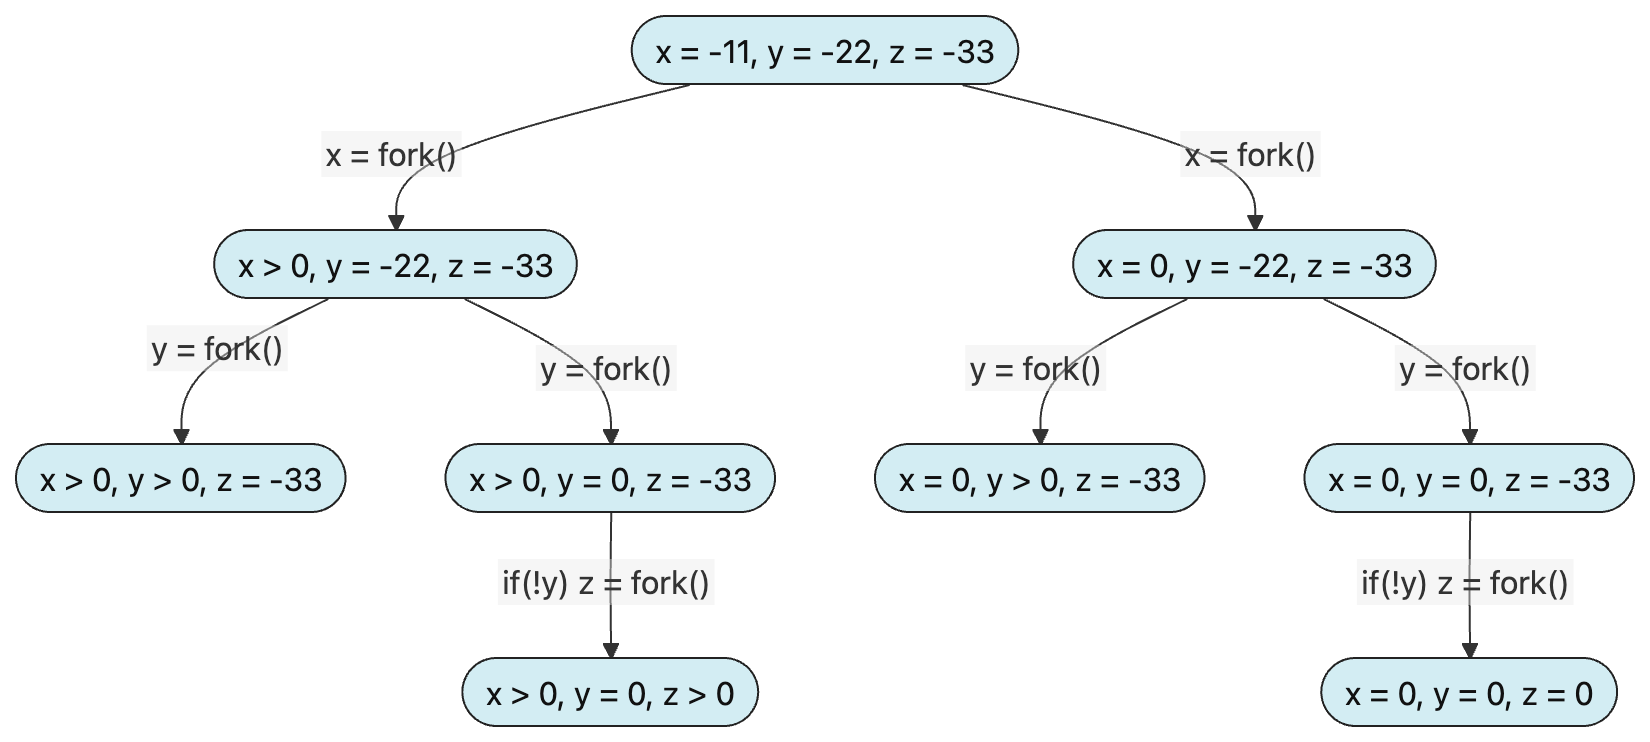 x = -11, y = -22, z = -33
x = fork()
x = fork()
x > 0, y = -22, z = -33
x = 0, y = -22, z = -33
y = fork()
y = fork()
y = fork()
y = fork()
x > 0, y > 0, z = -33
x > 0, y = 0, z = -33
x = 0, y > 0, z = -33
x = 0, y = 0, z = -33
if(!y) z = fork()
if(!y) z = fork()
x > 0, y = 0, z > 0
x = 0, y = 0, z = 0